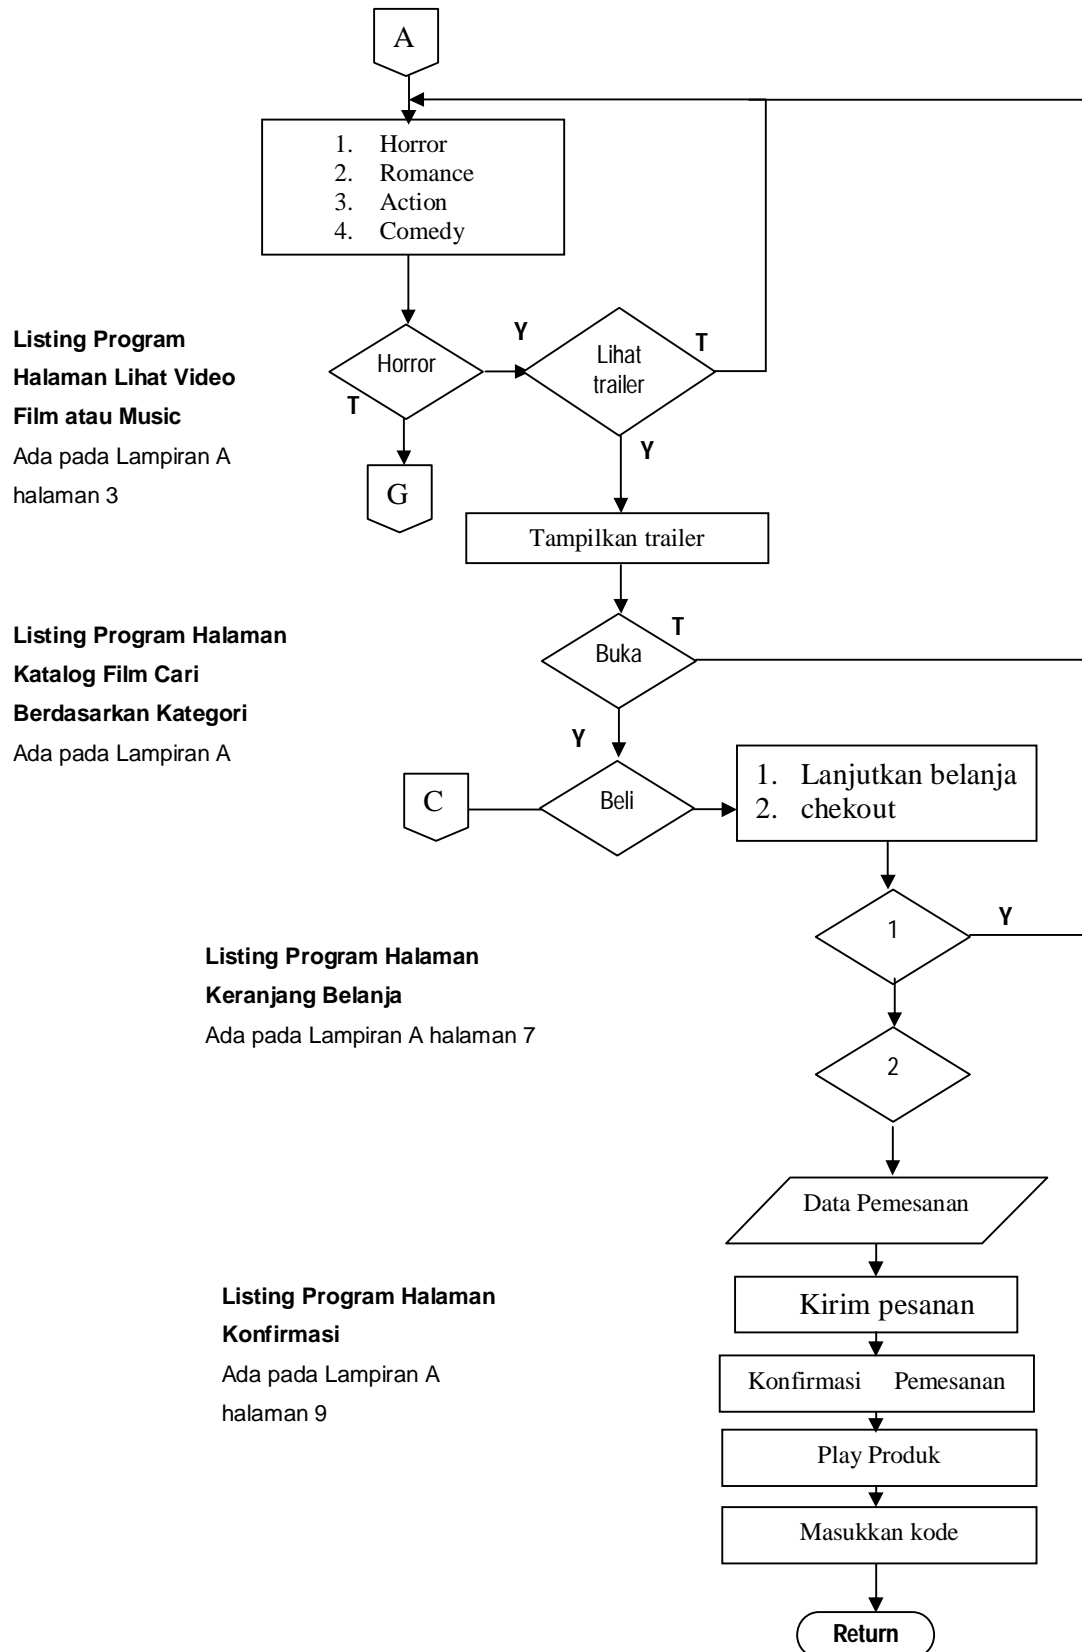 A
1. Horror
2. Romance
3. Action
4. Comedy
Listing Program
Halaman Lihat Video
Film atau Music
Ada pada Lampiran A
halaman 3
Horror
Y
T
Lihat
trailer
T
Y
G
Tampilkan trailer
Listing Program Halaman
Katalog Film Cari
Berdasarkan Kategori
Ada pada Lampiran A
Buka
T
Y
C
Beli
1. Lanjutkan belanja
2. chekout
1
Y
Listing Program Halaman
Keranjang Belanja
Ada pada Lampiran A halaman 7
2
Data Pemesanan
Listing Program Halaman
Konfirmasi
Ada pada Lampiran A
halaman 9
Kirim pesanan
Konfirmasi Pemesanan
Play Produk
Masukkan kode
Return